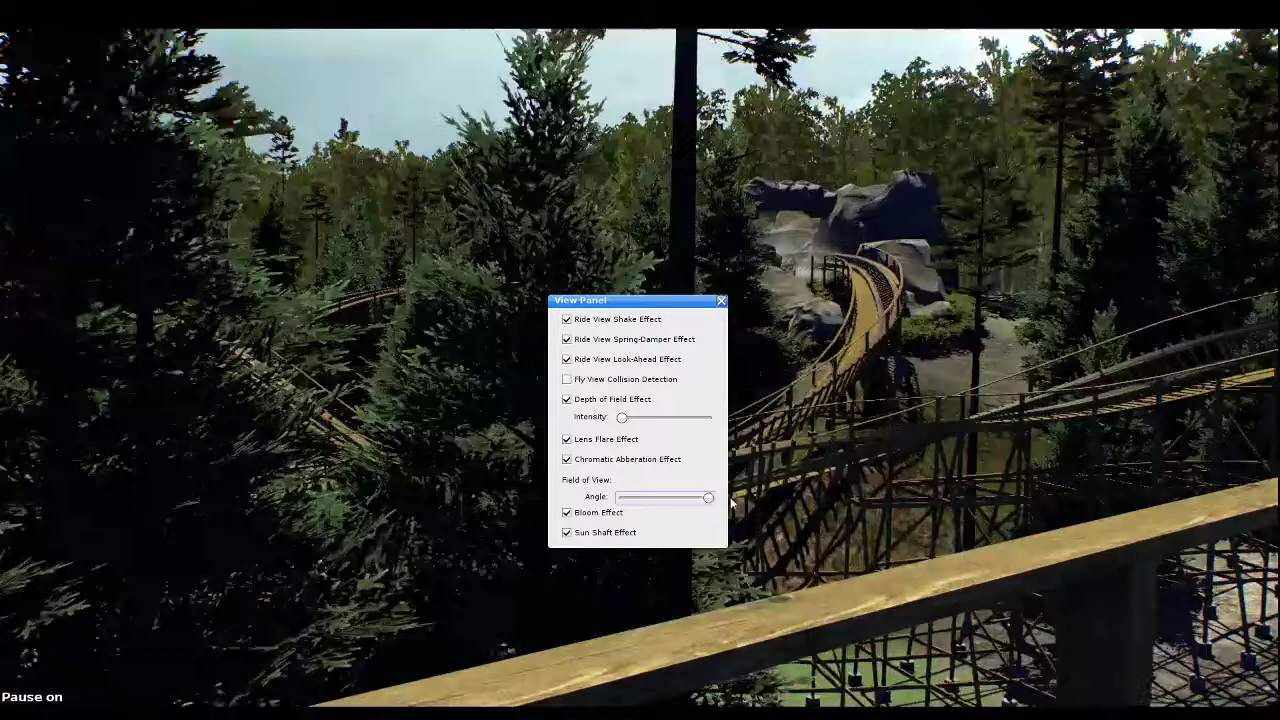 View Panel
Ride View Shake Effect
Ride View Spring-Damper Effect
Ride View Look-Ahead Effect
Fly View Collision Detection
Depth of Field Effect
Intensity:
Lens Flare Effect
Chromatic Abberation Effect
Field of View:
Angle:
Bloom Effect
Sun Shaft Effect
Pause on